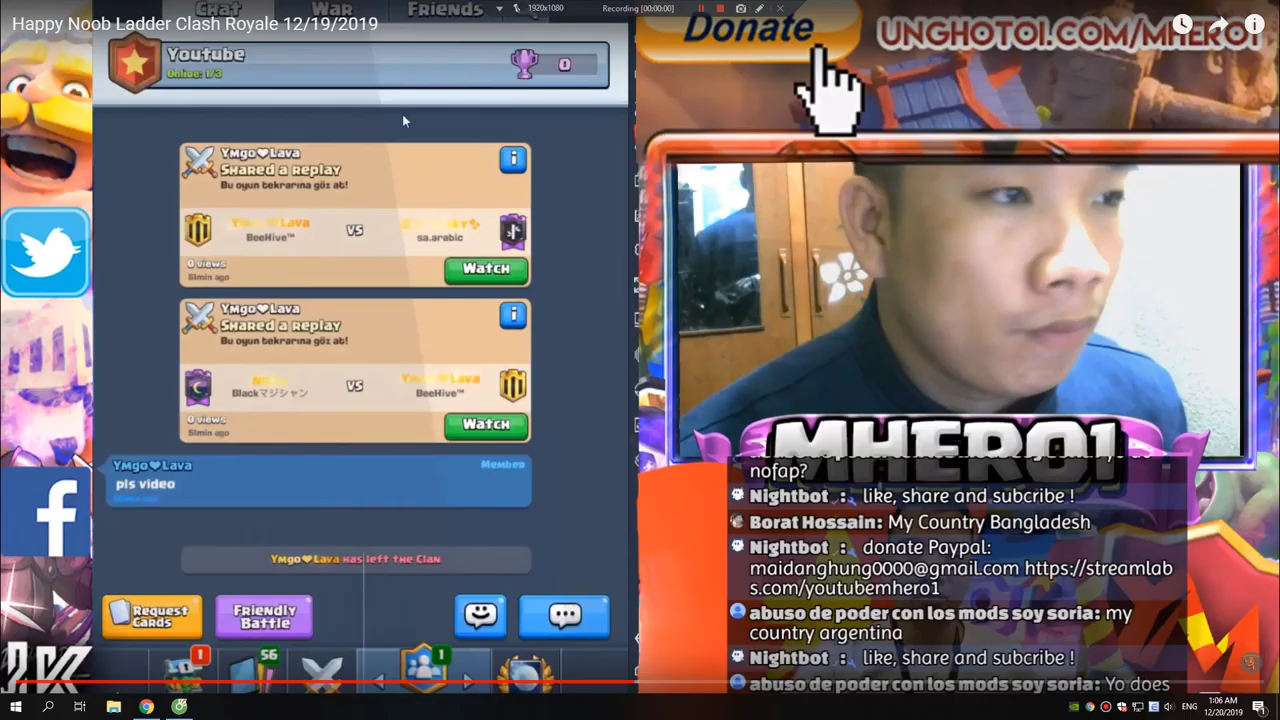 Happy Noob Ladder Clash Royale 12/19/2019
Chat
War
Friends
1920x1080
Recording [00:00:00]
Youtube
Online: 1/3
0
Donate
UNGHOTOI.COM/MHERO1
Ymgo❤Lava
Shared a replay
Bu oyun tekrarına göz at!
Lava
BeeHive™
vs
sa.arabic
0 views
51min ago
Watch
Ymgo❤Lava
Shared a replay
Bu oyun tekrarına göz at!
Blackマジシャン
vs
Ymgo❤Lava
BeeHive™
0 views
51min ago
Watch
Ymgo❤Lava
Member
pls video
Ymgo❤Lava has left the Clan
Request Cards
Friendly Battle
1
56
1
MHERO1
nofap?
Nightbot : like, share and subcribe !
Borat Hossain: My Country Bangladesh
Nightbot : donate Paypal:
maidanghung0000@gmail.com https://streamlab
s.com/youtubemhero1
abuso de poder con los mods soy soria: my
country argentina
Nightbot : like, share and subcribe !
abuso de poder con los mods soy soria: Yo does
ENG
1:06 AM
12/20/2019